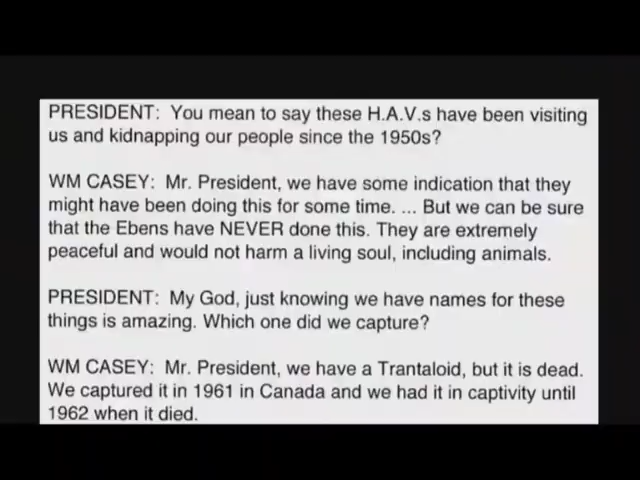 PRESIDENT: You mean to say these H.A.V.s have been visiting
us and kidnapping our people since the 1950s?
WM CASEY: Mr. President, we have some indication that they
might have been doing this for some time. ... But we can be sure
that the Ebens have NEVER done this. They are extremely
peaceful and would not harm a living soul, including animals.
PRESIDENT: My God, just knowing we have names for these
things is amazing. Which one did we capture?
WM CASEY: Mr. President, we have a Trantaloid, but it is dead.
We captured it in 1961 in Canada and we had it in captivity until
1962 when it died.